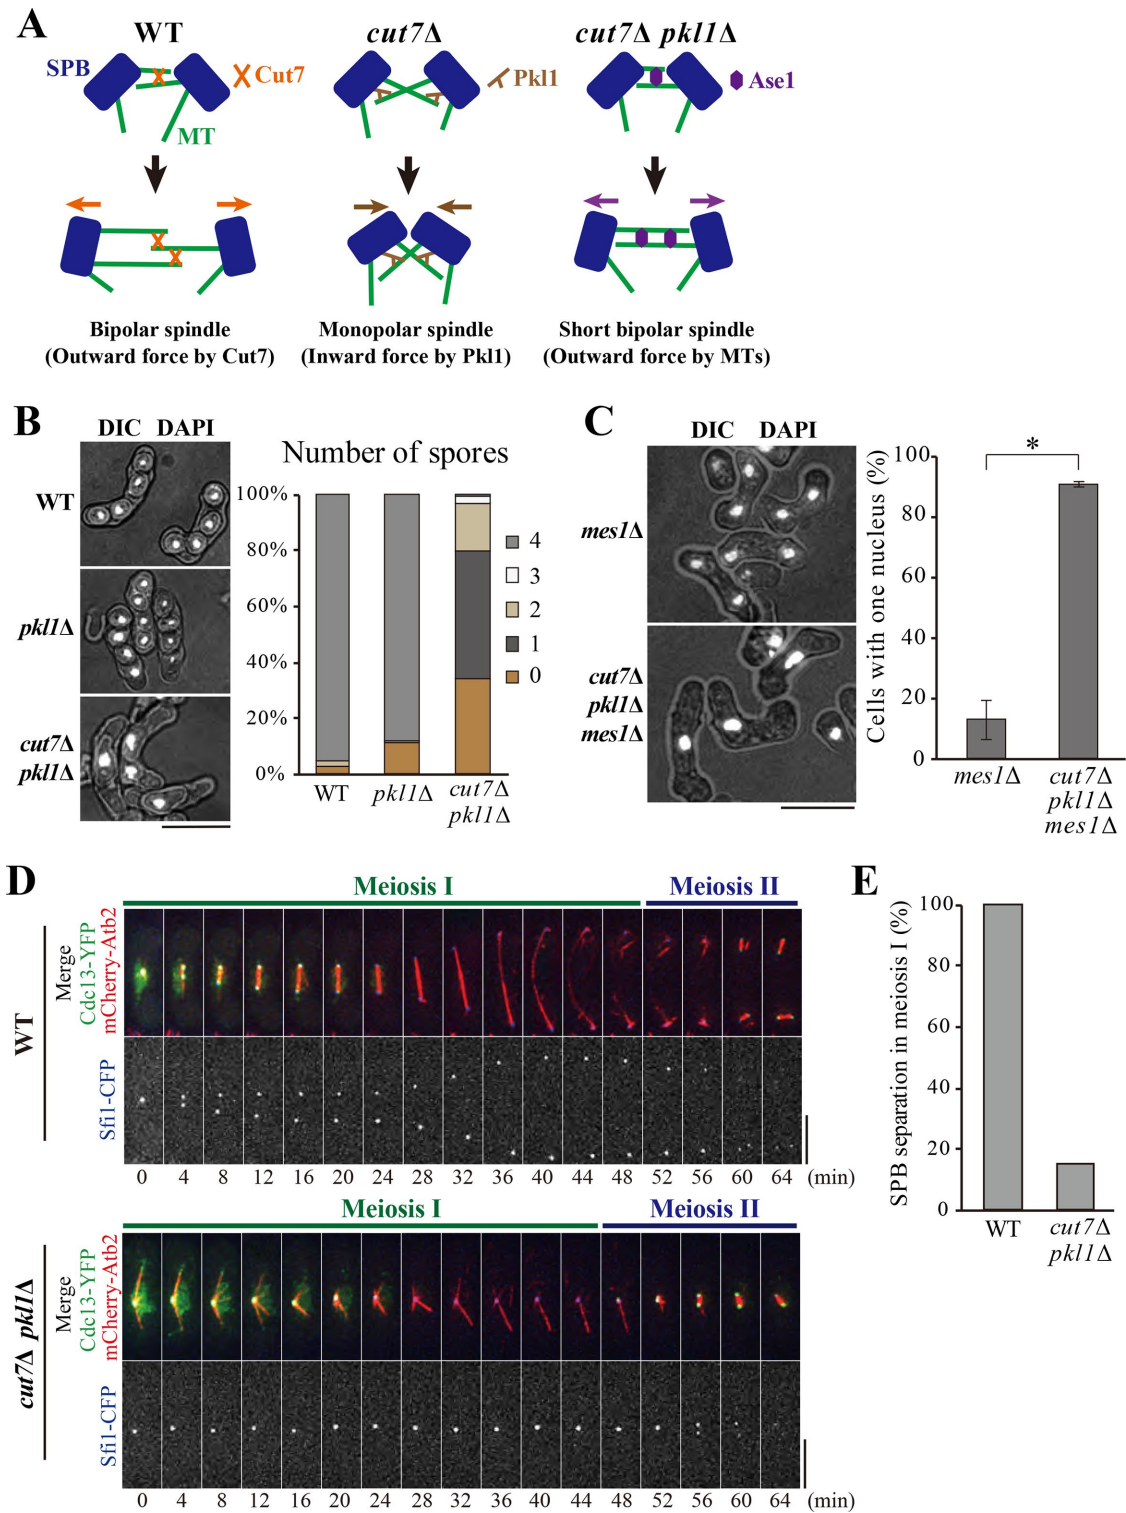 A
WT
cut7Δ
cut7Δ pkl1Δ
SPB
Cut7
Pkl1
Ase1
MT
Bipolar spindle
(Outward force by Cut7)
Monopolar spindle
(Inward force by Pkl1)
Short bipolar spindle
(Outward force by MTs)
B
DIC DAPI
WT
pkl1Δ
cut7Δ
pkl1Δ
Number of spores
100%
80%
60%
40%
20%
0%
4
3
2
1
0
WT
pkl1Δ
cut7Δ
pkl1Δ
C
DIC DAPI
mes1Δ
cut7Δ
pkl1Δ
mes1Δ
Cells with one nucleus (%)
100
80
60
40
20
0
*
mes1Δ
cut7Δ
pkl1Δ
mes1Δ
D
Meiosis I
Meiosis II
WT
Merge
Cdc13-YFP
mCherry-Atb2
Sfi1-CFP
0 4 8 12 16 20 24 28 32 36 40 44 48 52 56 60 64 (min)
Meiosis I
Meiosis II
cut7Δ pkl1Δ
Merge
Cdc13-YFP
mCherry-Atb2
Sfi1-CFP
0 4 8 12 16 20 24 28 32 36 40 44 48 52 56 60 64 (min)
E
SPB separation in meiosis I (%)
100
80
60
40
20
0
WT
cut7Δ
pkl1Δ